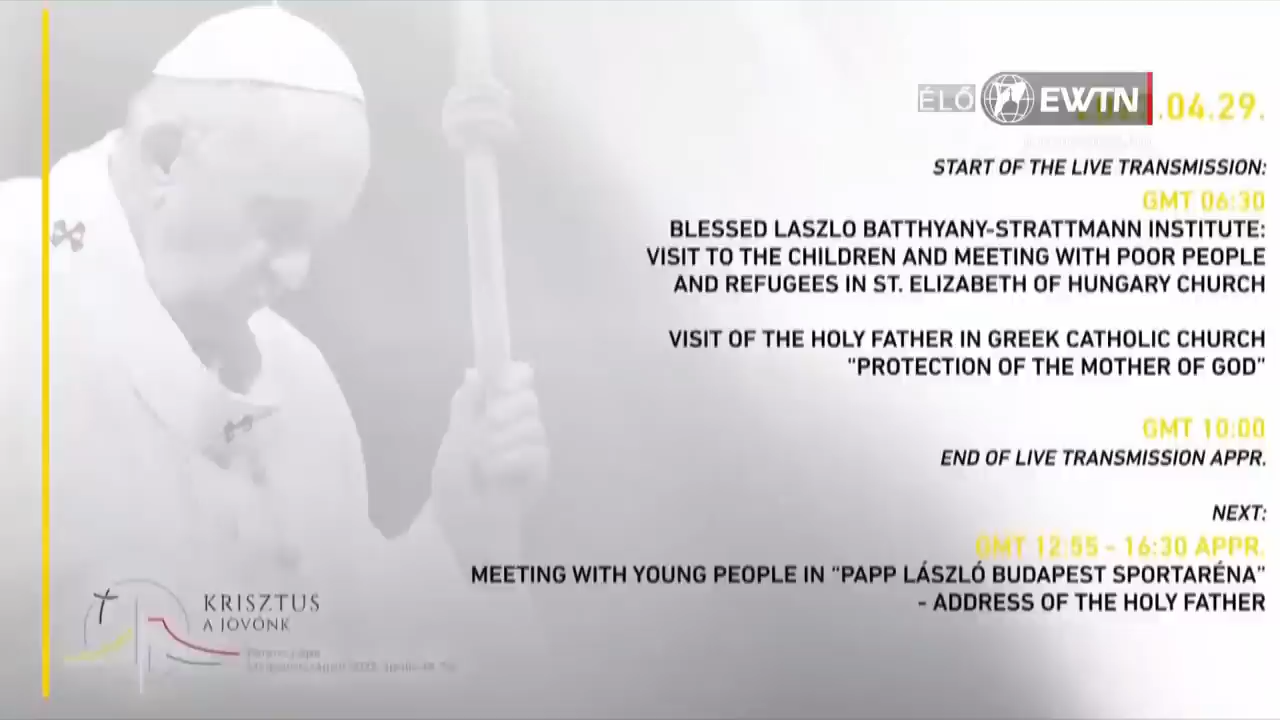 ÉLŐ EWTN
.04.29.
START OF THE LIVE TRANSMISSION:
GMT 06:30
BLESSED LASZLO BATTHYANY-STRATTMANN INSTITUTE:
VISIT TO THE CHILDREN AND MEETING WITH POOR PEOPLE
AND REFUGEES IN ST. ELIZABETH OF HUNGARY CHURCH
VISIT OF THE HOLY FATHER IN GREEK CATHOLIC CHURCH
"PROTECTION OF THE MOTHER OF GOD"
GMT 10:00
END OF LIVE TRANSMISSION APPR.
NEXT:
GMT 12:55 - 16:30 APPR.
MEETING WITH YOUNG PEOPLE IN "PAPP LÁSZLÓ BUDAPEST SPORTARÉNA"
- ADDRESS OF THE HOLY FATHER
KRISZTUS
A JÖVŐNK